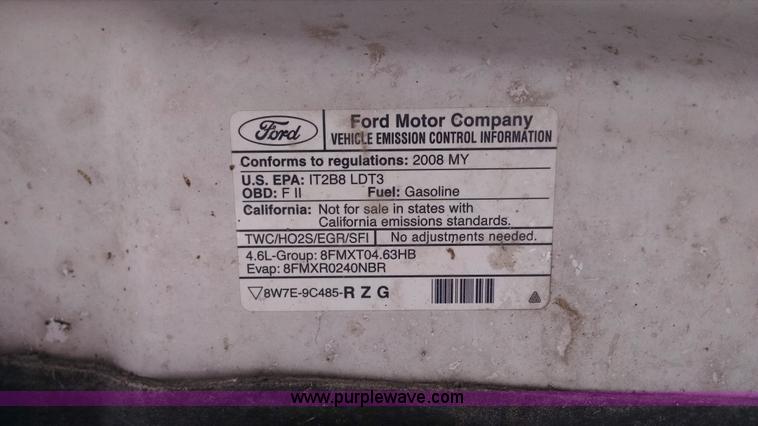 Ford
Ford Motor Company
VEHICLE EMISSION CONTROL INFORMATION
Conforms to regulations: 2008 MY
U.S. EPA: IT2B8 LDT3
OBD: F II Fuel: Gasoline
California: Not for sale in states with
California emissions standards.
TWC/HO2S/EGR/SFI No adjustments needed.
4.6L-Group: 8FMXT04.63HB
Evap: 8FMXR0240NBR
8W7E-9C485-R Z G
www.purplewave.com